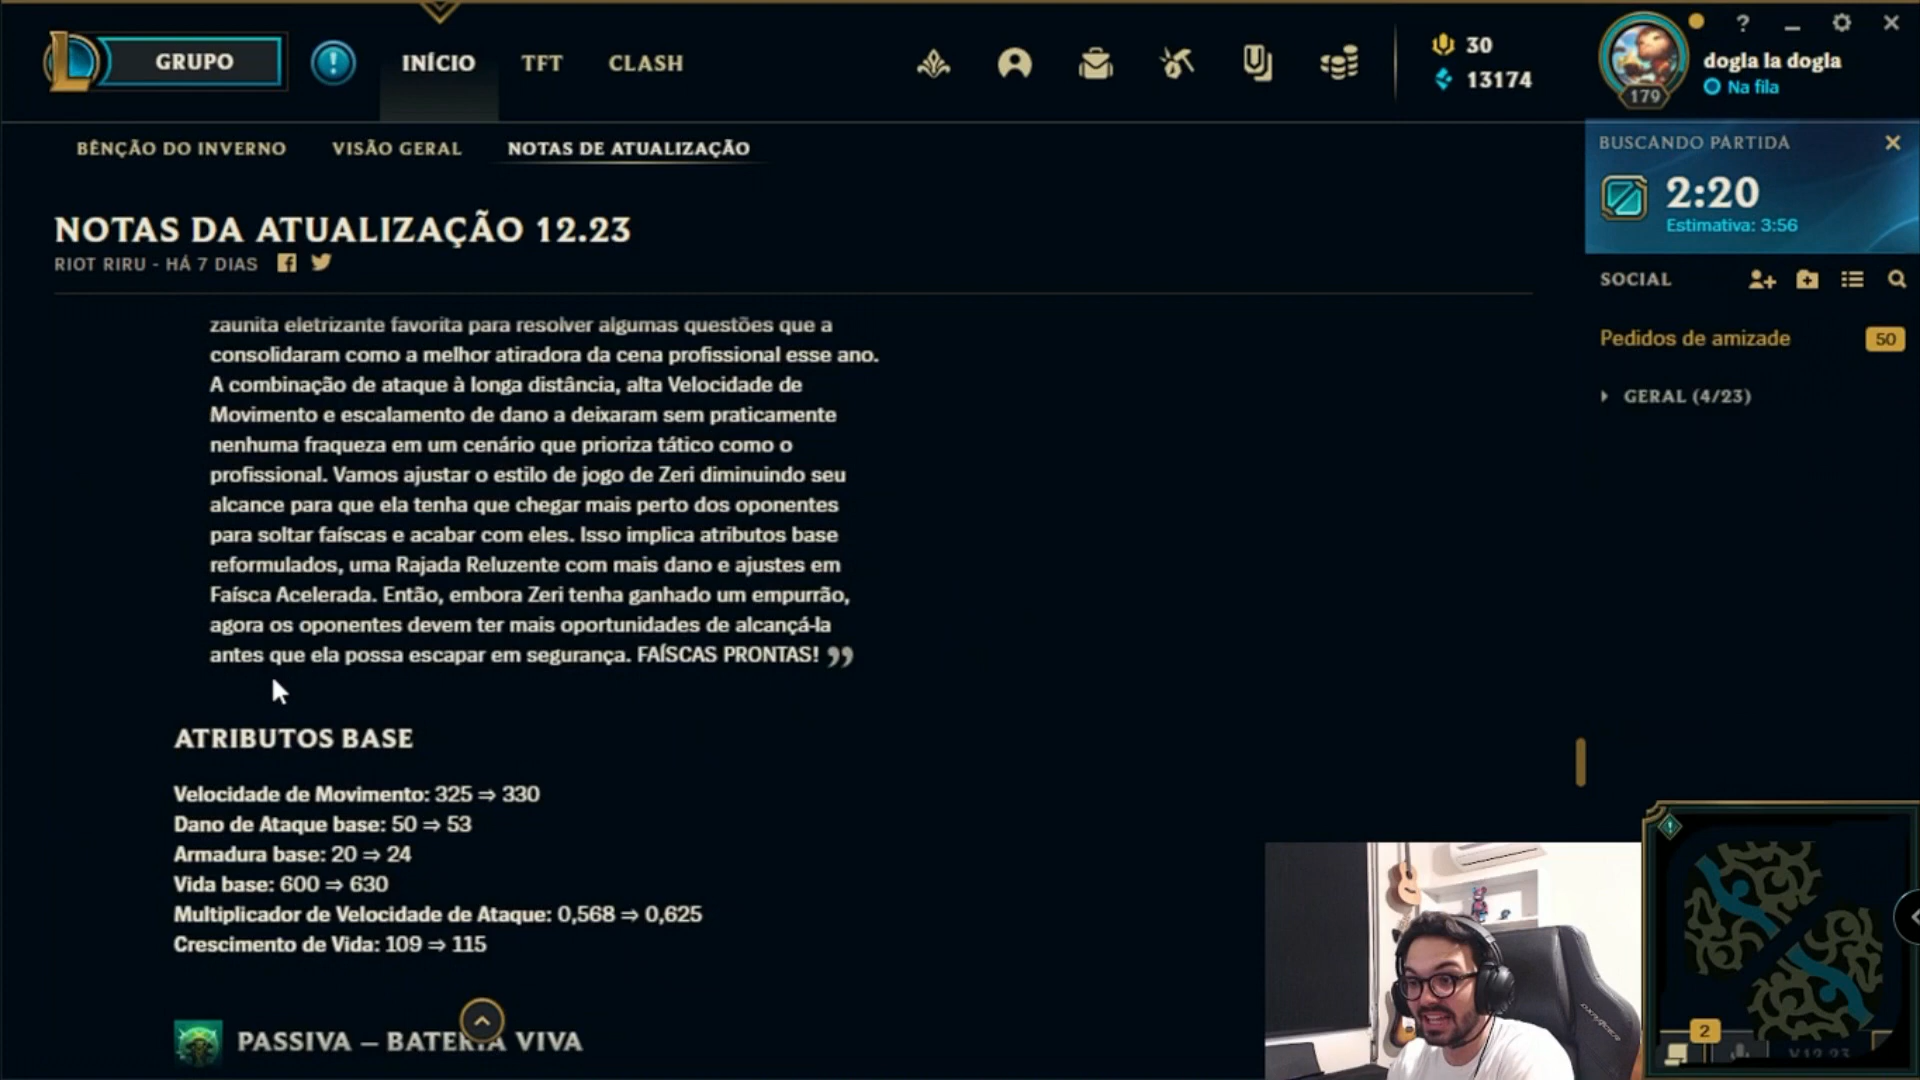 GRUPO
INÍCIO
TFT
CLASH
30
13174
179
dogla la dogla
Na fila
BÊNÇÃO DO INVERNO
VISÃO GERAL
NOTAS DE ATUALIZAÇÃO
BUSCANDO PARTIDA
2:20
Estimativa: 3:56
NOTAS DA ATUALIZAÇÃO 12.23
RIOT RIRU - HÁ 7 DIAS
SOCIAL
Pedidos de amizade
50
GERAL (4/23)
zaunita eletrizante favorita para resolver algumas questões que a
consolidaram como a melhor atiradora da cena profissional esse ano.
A combinação de ataque à longa distância, alta Velocidade de
Movimento e escalamento de dano a deixaram sem praticamente
nenhuma fraqueza em um cenário que prioriza tático como o
profissional. Vamos ajustar o estilo de jogo de Zeri diminuindo seu
alcance para que ela tenha que chegar mais perto dos oponentes
para soltar faíscas e acabar com eles. Isso implica atributos base
reformulados, uma Rajada Reluzente com mais dano e ajustes em
Faísca Acelerada. Então, embora Zeri tenha ganhado um empurrão,
agora os oponentes devem ter mais oportunidades de alcançá-la
antes que ela possa escapar em segurança. FAÍSCAS PRONTAS! ”
ATRIBUTOS BASE
Velocidade de Movimento: 325 ⇒ 330
Dano de Ataque base: 50 ⇒ 53
Armadura base: 20 ⇒ 24
Vida base: 600 ⇒ 630
Multiplicador de Velocidade de Ataque: 0,568 ⇒ 0,625
Crescimento de Vida: 109 ⇒ 115
PASSIVA – BATERIA VIVA
2
V12.23